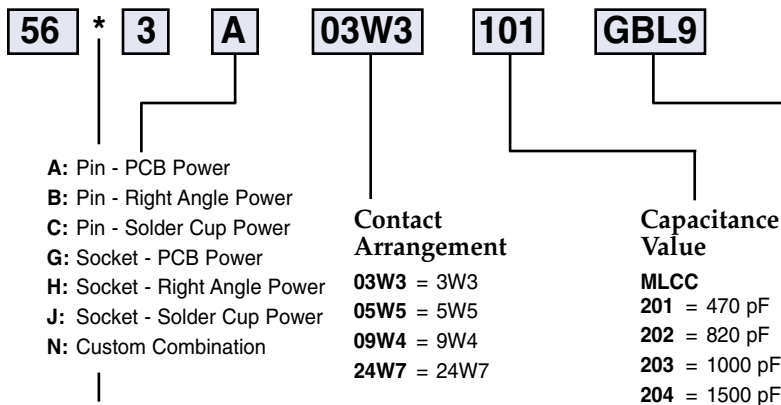 56 * 3 A 03W3 101 GBL9
A: Pin - PCB Power
B: Pin - Right Angle Power
C: Pin - Solder Cup Power
G: Socket - PCB Power
H: Socket - Right Angle Power
J: Socket - Solder Cup Power
N: Custom Combination
Contact
Arrangement
03W3 = 3W3
05W5 = 5W5
09W4 = 9W4
24W7 = 24W7
Capacitance
Value
MLCC
201 = 470 pF
202 = 820 pF
203 = 1000 pF
204 = 1500 pF